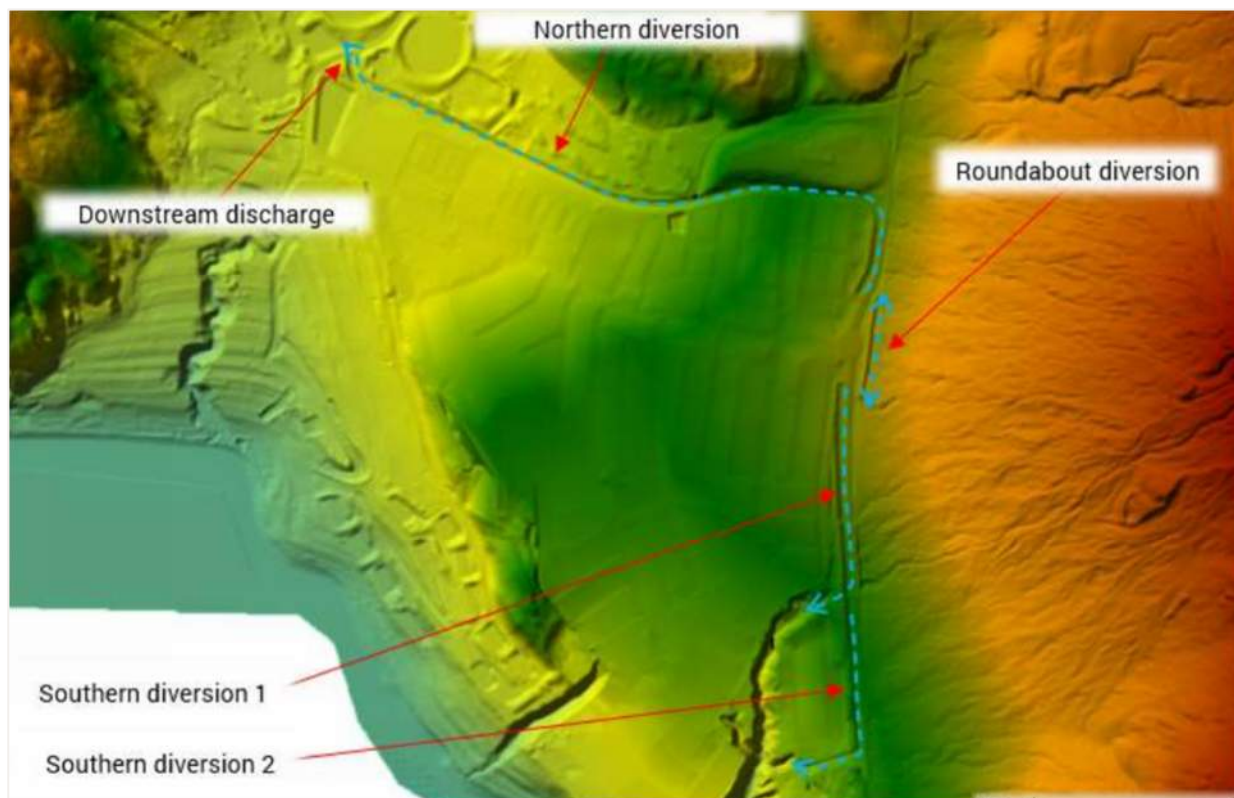 Northern diversion
Roundabout diversion
Downstream discharge
Southern diversion 1
Southern diversion 2